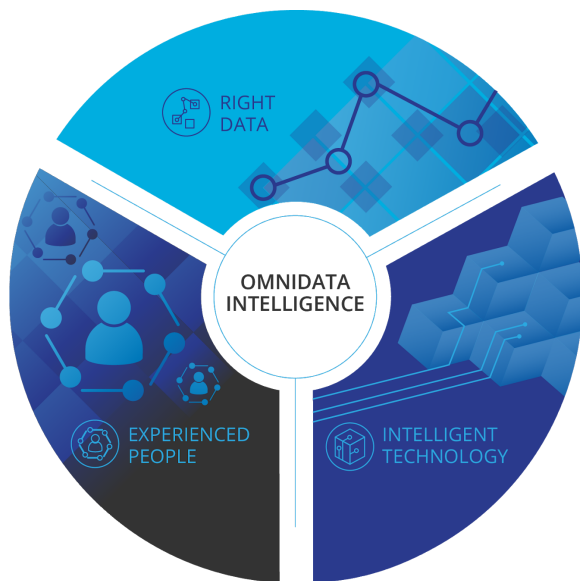 RIGHT
DATA
OMNIDATA
INTELLIGENCE
EXPERIENCED
PEOPLE
INTELLIGENT
TECHNOLOGY